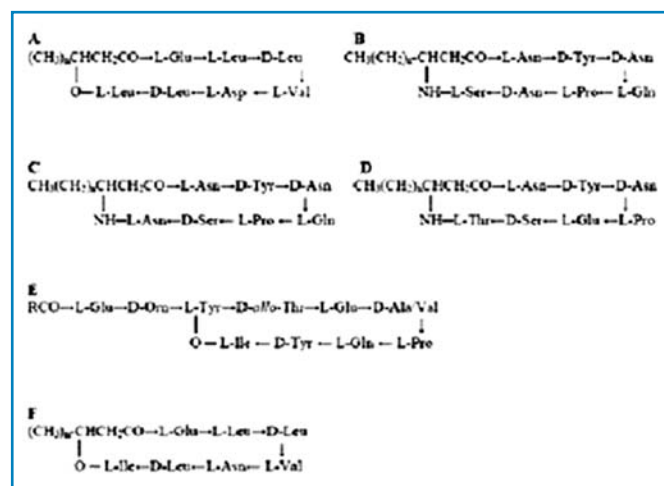 A
(CH₃)ₙCHCH₂CO→L-Glu→L-Leu→D-Leu
↓
O–L-Leu←D-Leu←L-Asp ← L-Val
B
CH₃(CH₂)ₙ-CHCH₂CO→L-Asn→D-Tyr→D-Asn
↓
NH–L-Ser←D-Asn←L-Pro←L-Gln
C
CH₃(CH₂)ₙCHCH₂CO→L-Asn→D-Tyr→D-Asn
↓
NH–L-Asn←D-Ser←L-Pro←L-Gln
D
CH₃(CH₂)ₙCHCH₂CO→L-Asn→D-Tyr→D-Asn
↓
NH–L-Thr←D-Ser←L-Glu←L-Pro
E
RCO→L-Glu→D-Orn→L-Tyr→D-allo-Thr→L-Glu→D-Ala/Val
↓
O – L-Ile ← D-Tyr ← L-Gln ← L-Pro
F
(CH₃)ₙ-CHCH₂CO→L-Glu→L-Leu→D-Leu
↓
O – L-Ile←D-Leu←L-Asn←L-Val